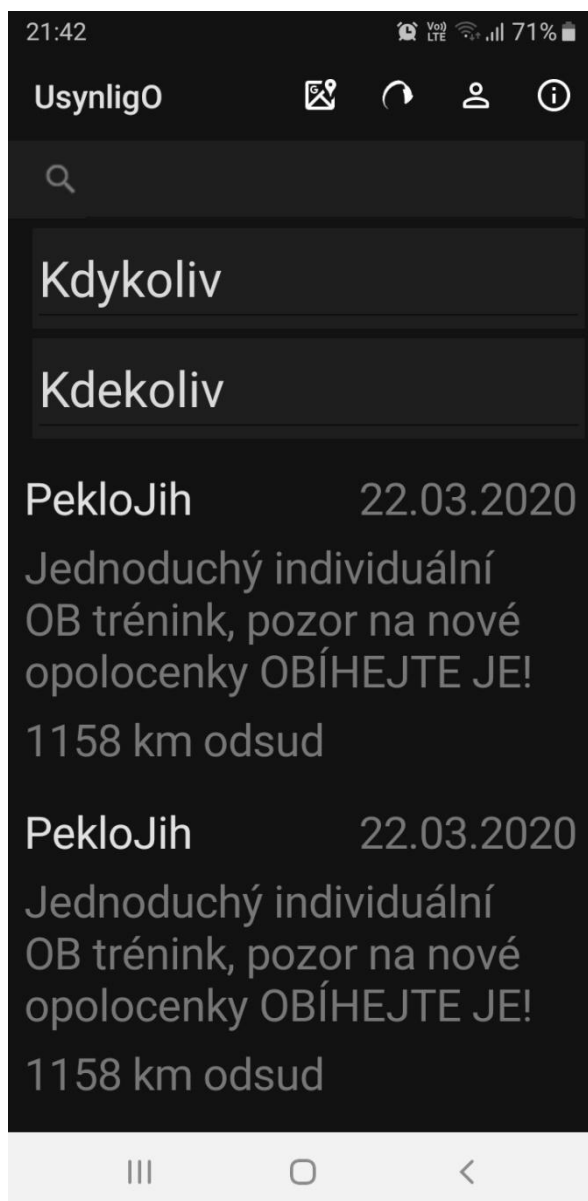 21:42 Vo)) LTE 71%
UsynligO
Kdykoliv
Kdekoliv
PekloJih 22.03.2020
Jednoduchý individuální
OB trénink, pozor na nové
opolocenky OBÍHEJTE JE!
1158 km odsud
PekloJih 22.03.2020
Jednoduchý individuální
OB trénink, pozor na nové
opolocenky OBÍHEJTE JE!
1158 km odsud